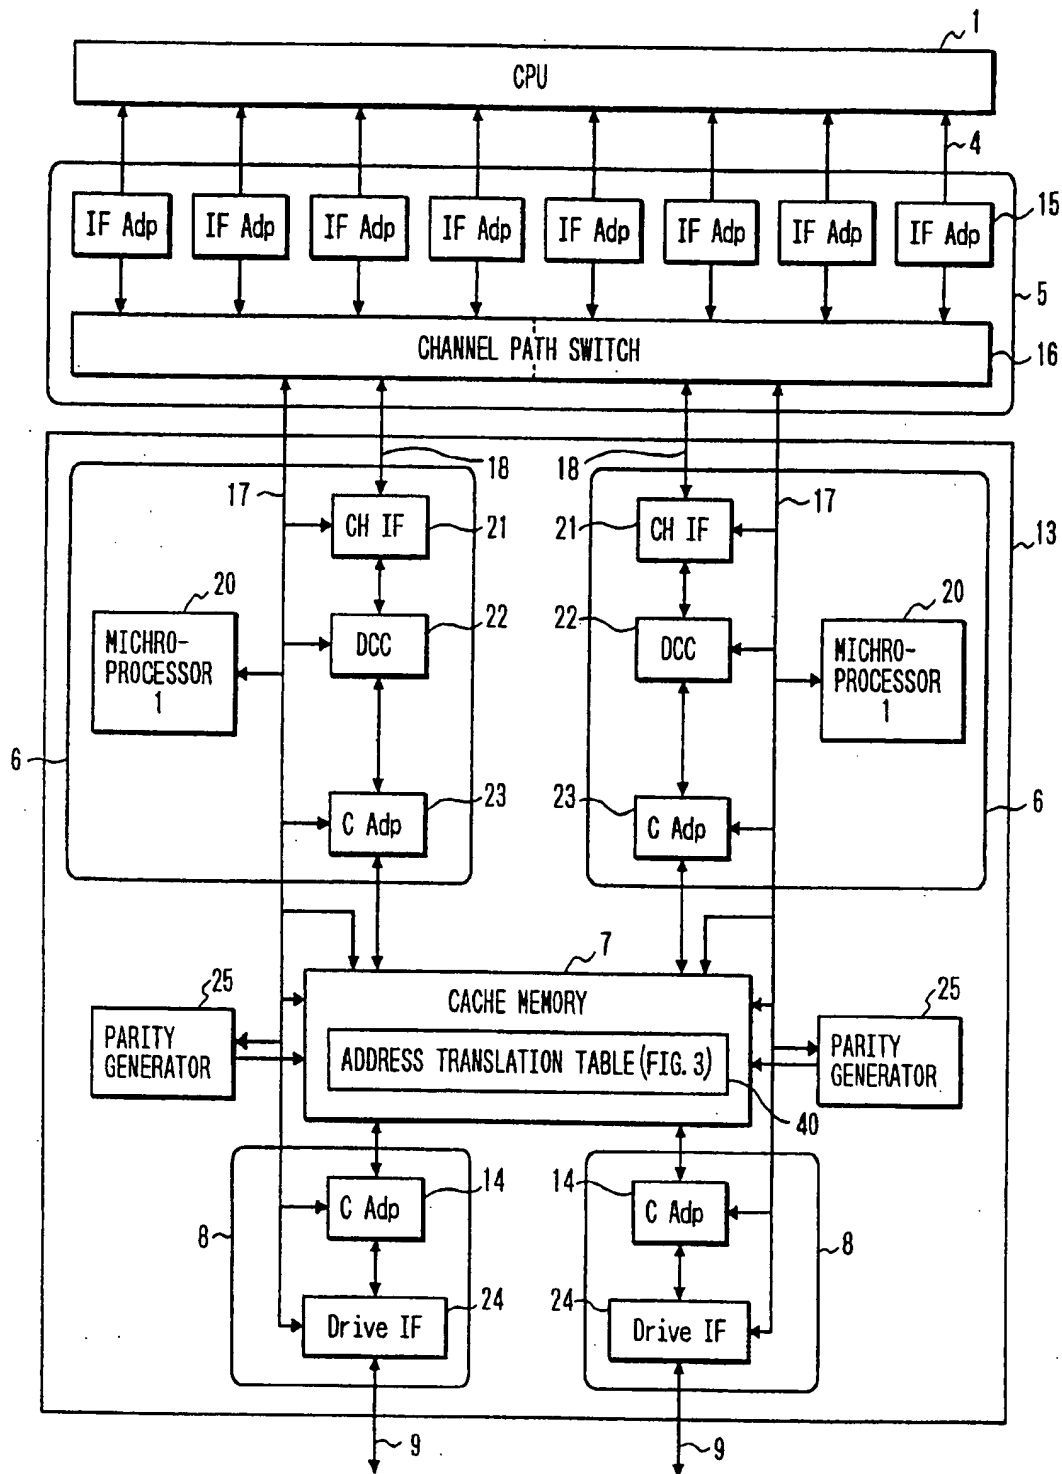 1
CPU
4
IF Adp IF Adp IF Adp IF Adp IF Adp IF Adp IF Adp IF Adp
15
5
CHANNEL PATH SWITCH
16
17 18 18 17
CH IF 21 21 CH IF
13
20 20
MICHRO-
PROCESSOR
1
DCC 22 22 DCC
MICHRO-
PROCESSOR
1
6 6
C Adp 23 23 C Adp
7
CACHE MEMORY
25 25
PARITY
GENERATOR
ADDRESS TRANSLATION TABLE (FIG. 3)
PARITY
GENERATOR
40
C Adp 14 14 C Adp
8 8
Drive IF 24 24 Drive IF
9 9